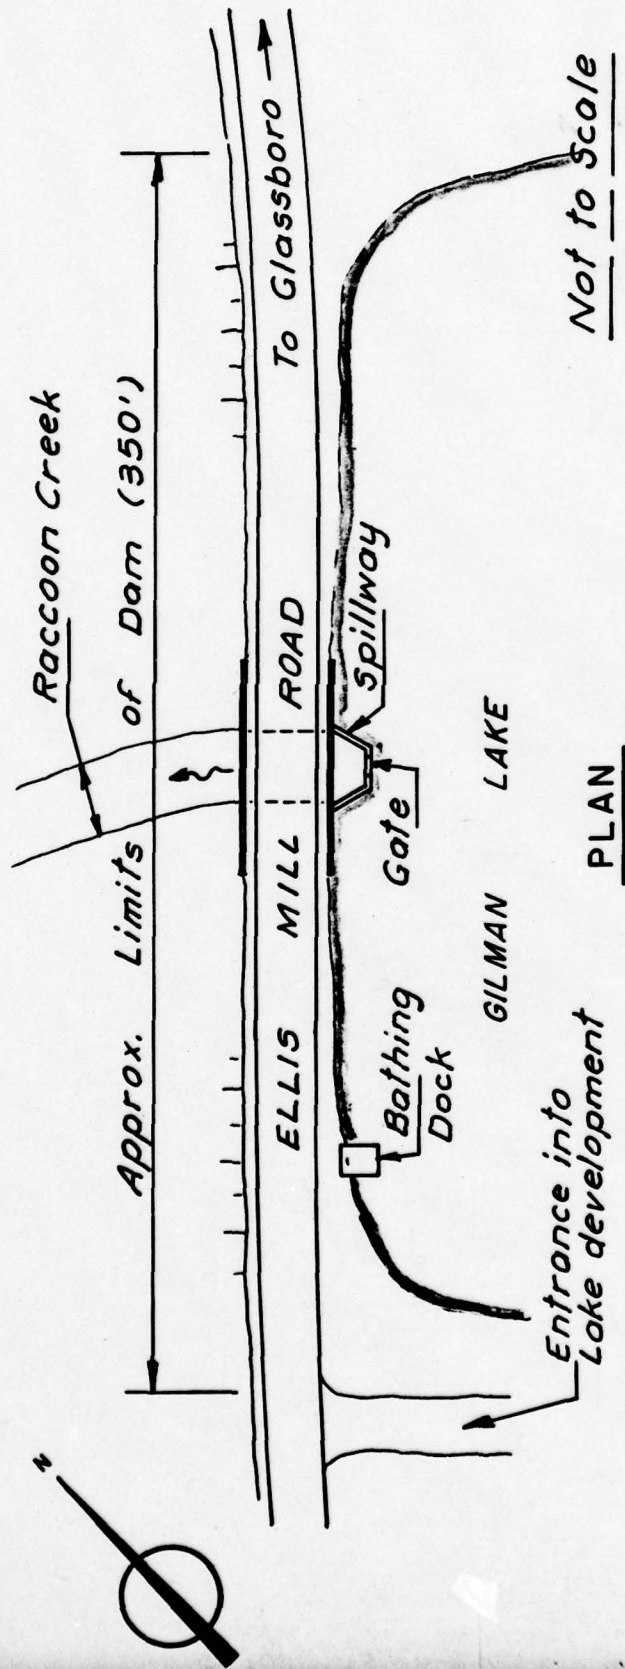 Raccoon Creek
Approx. Limits of Dam (350')
To Glassboro
ELLIS MILL ROAD
Spillway
Gate
Bathing
Dock
GILMAN LAKE
Entrance into
Lake development
PLAN
Not to Scale
N